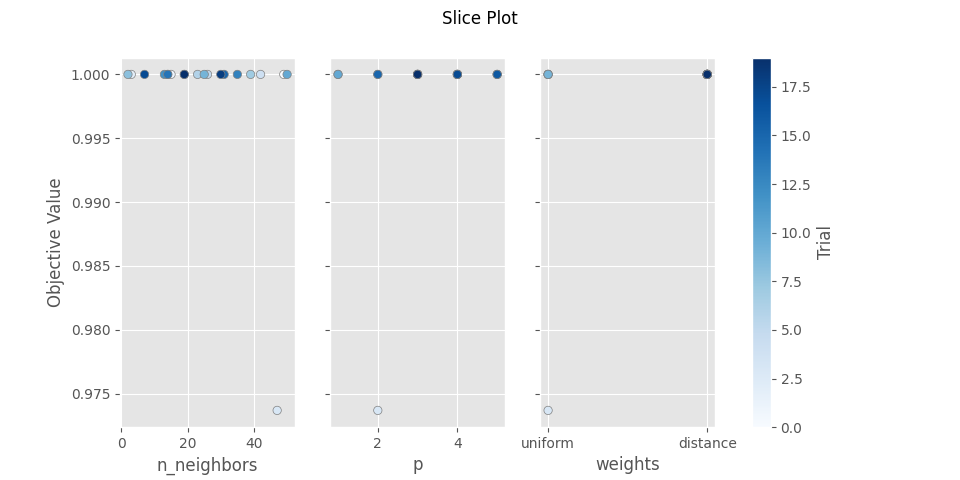 Slice Plot
Objective Value
1.000
0.995
0.990
0.985
0.980
0.975
0 20 40
n_neighbors
2 4
p
uniform distance
weights
17.5
15.0
12.5
10.0
7.5
5.0
2.5
0.0
Trial